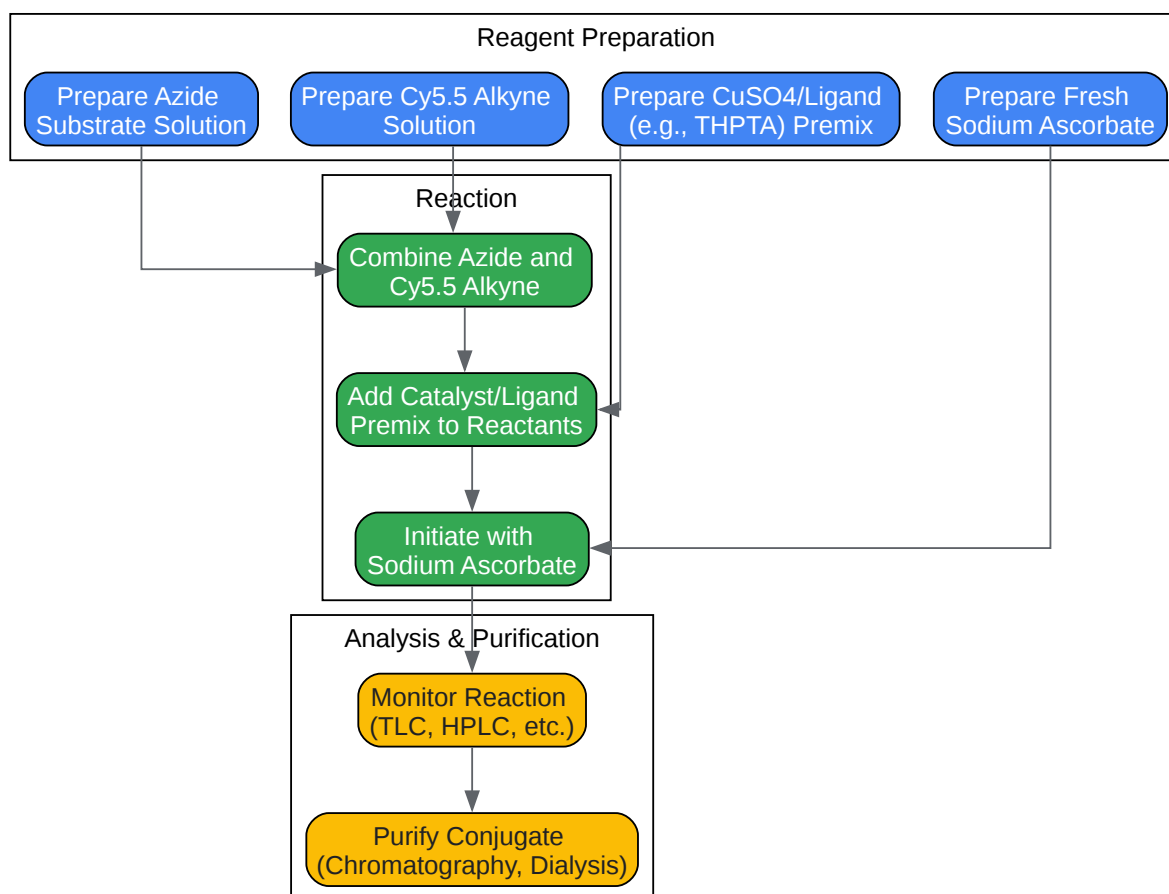 Reagent Preparation
Prepare Azide
Substrate Solution
Prepare Cy5.5 Alkyne
Solution
Prepare CuSO4/Ligand
(e.g., THPTA) Premix
Prepare Fresh
Sodium Ascorbate
Reaction
Combine Azide and
Cy5.5 Alkyne
Add Catalyst/Ligand
Premix to Reactants
Initiate with
Sodium Ascorbate
Analysis & Purification
Monitor Reaction
(TLC, HPLC, etc.)
Purify Conjugate
(Chromatography, Dialysis)